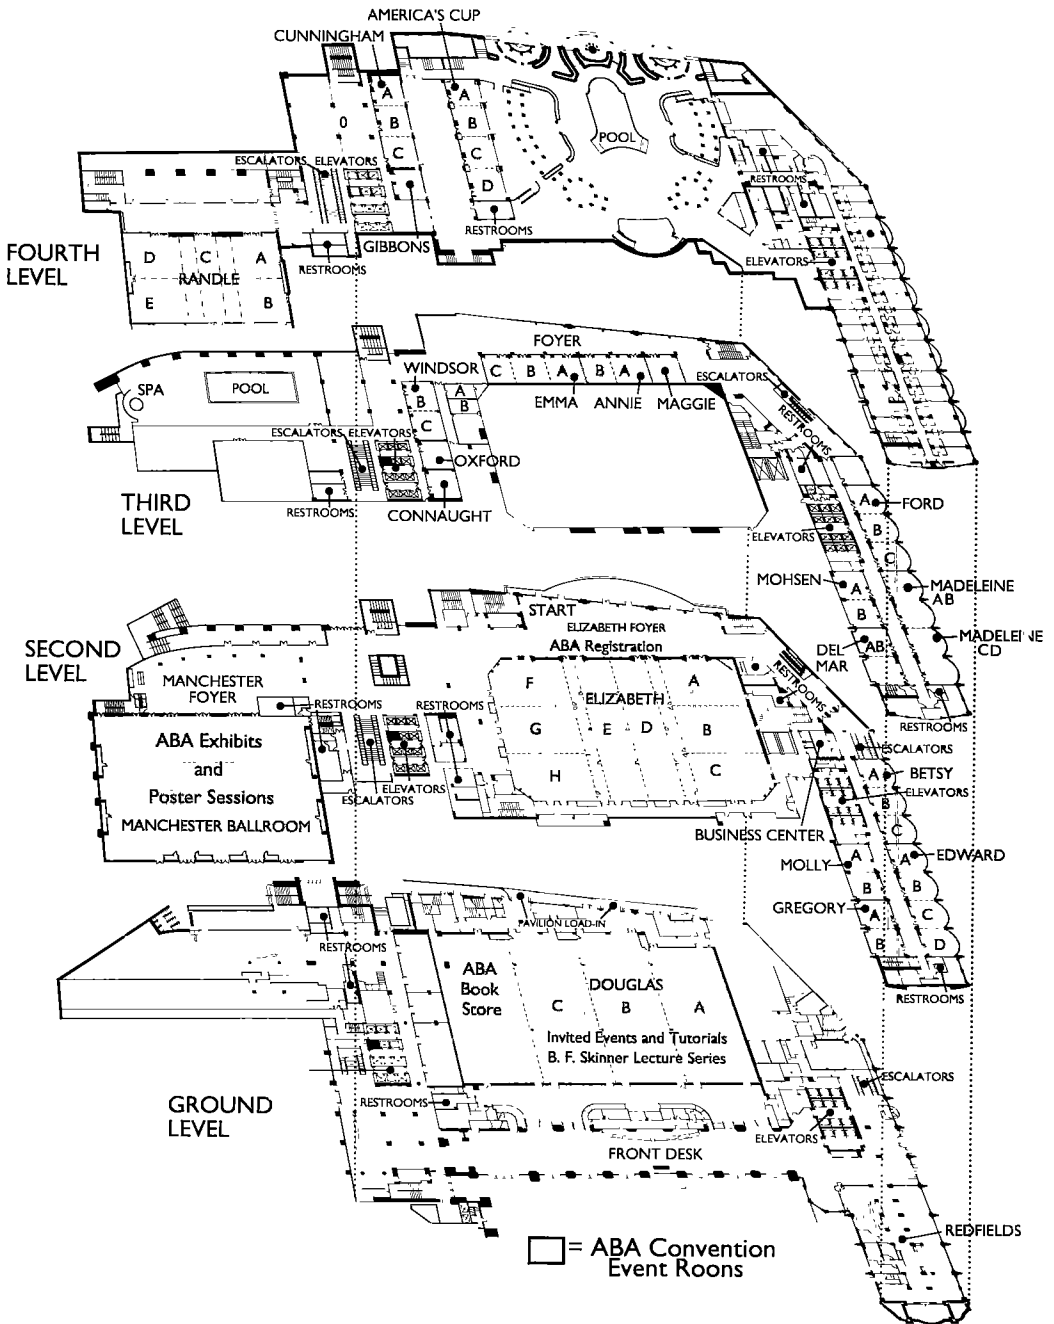 AMERICA'S CUP
CUNNINGHAM
A
A
B
B
O
C
C
D
POOL
ESCALATORS ELEVATORS
RESTROOMS
RESTROOMS
GIBBONS
RESTROOMS
ELEVATORS
FOURTH
LEVEL
D C A
RANDLE
E B
FOYER
WINDSOR
C B A B A
EMMA ANNIE MAGGIE
ESCALATORS
RESTROOMS
SPA
POOL
A
B
B
C
ESCALATORS ELEVATORS
OXFORD
RESTROOMS
CONNAUGHT
THIRD
LEVEL
A
FORD
B
C
ELEVATORS
MOHSEN
A
B
MADELEINE
AB
DEL
MAR
AB
MADELEINE
CD
RESTROOMS
SECOND
LEVEL
START
ELIZABETH FOYER
ABA Registration
MANCHESTER
FOYER
RESTROOMS
RESTROOMS
RESTROOMS
F
A
ELIZABETH
G E D B
H C
ABA Exhibits
and
Poster Sessions
MANCHESTER BALLROOM
ESCALATORS
ELEVATORS
ESCALATORS
A
BETSY
ELEVATORS
B
C
BUSINESS CENTER
MOLLY
A
A
EDWARD
B
B
GREGORY
A
C
B
D
RESTROOMS
PAVILION LOAD-IN
RESTROOMS
ABA
Book
Store
DOUGLAS
C B A
Invited Events and Tutorials
B. F. Skinner Lecture Series
GROUND
LEVEL
RESTROOMS
ESCALATORS
ELEVATORS
FRONT DESK
REDFIELDS
= ABA Convention
Event Roons